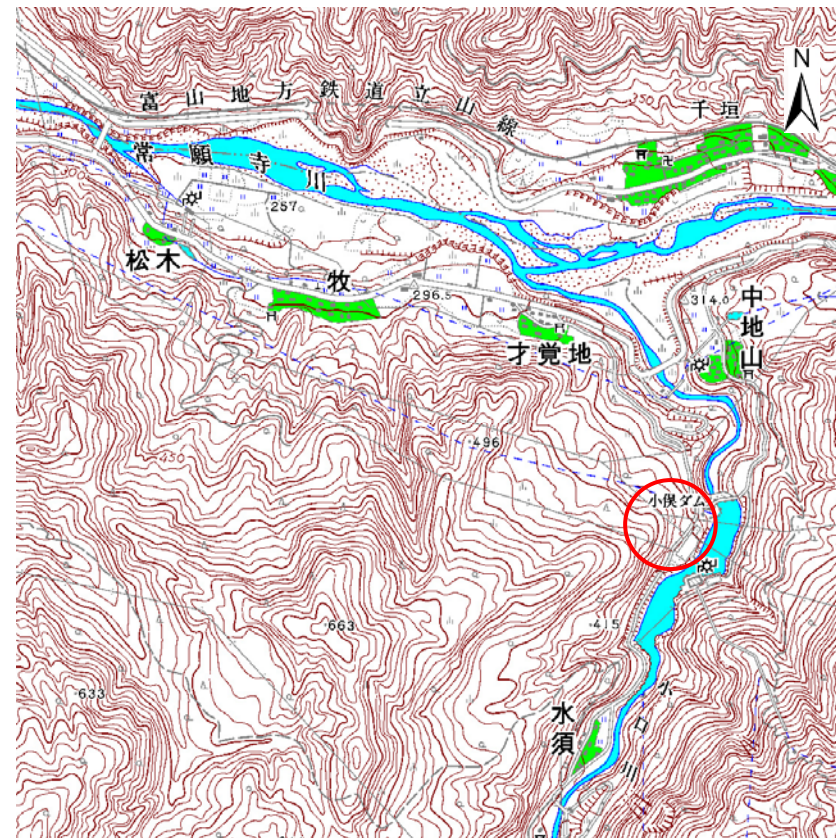 N
富山地方鉄道立山線
千垣
常願寺川
257
松木
牧
296.5
314.0
中地山
才覚地
496
450
小俣ダム
663
415
633
水須
小口川